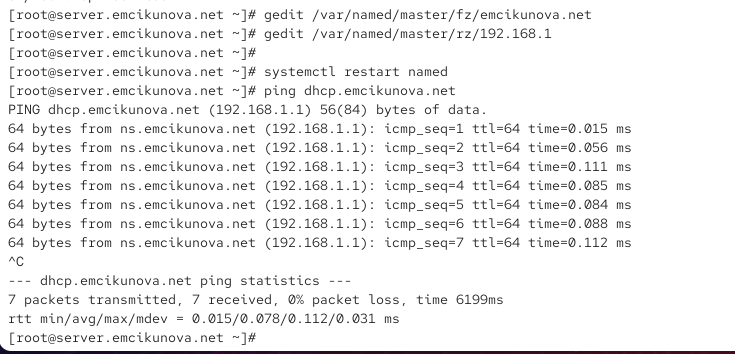 [root@server.emcikunova.net ~]# gedit /var/named/master/fz/emcikunova.net
[root@server.emcikunova.net ~]# gedit /var/named/master/rz/192.168.1
[root@server.emcikunova.net ~]#
[root@server.emcikunova.net ~]# systemctl restart named
[root@server.emcikunova.net ~]# ping dhcp.emcikunova.net
PING dhcp.emcikunova.net (192.168.1.1) 56(84) bytes of data.
64 bytes from ns.emcikunova.net (192.168.1.1): icmp_seq=1 ttl=64 time=0.015 ms
64 bytes from ns.emcikunova.net (192.168.1.1): icmp_seq=2 ttl=64 time=0.056 ms
64 bytes from ns.emcikunova.net (192.168.1.1): icmp_seq=3 ttl=64 time=0.111 ms
64 bytes from ns.emcikunova.net (192.168.1.1): icmp_seq=4 ttl=64 time=0.085 ms
64 bytes from ns.emcikunova.net (192.168.1.1): icmp_seq=5 ttl=64 time=0.084 ms
64 bytes from ns.emcikunova.net (192.168.1.1): icmp_seq=6 ttl=64 time=0.088 ms
64 bytes from ns.emcikunova.net (192.168.1.1): icmp_seq=7 ttl=64 time=0.112 ms
^C
--- dhcp.emcikunova.net ping statistics ---
7 packets transmitted, 7 received, 0% packet loss, time 6199ms
rtt min/avg/max/mdev = 0.015/0.078/0.112/0.031 ms
[root@server.emcikunova.net ~]#